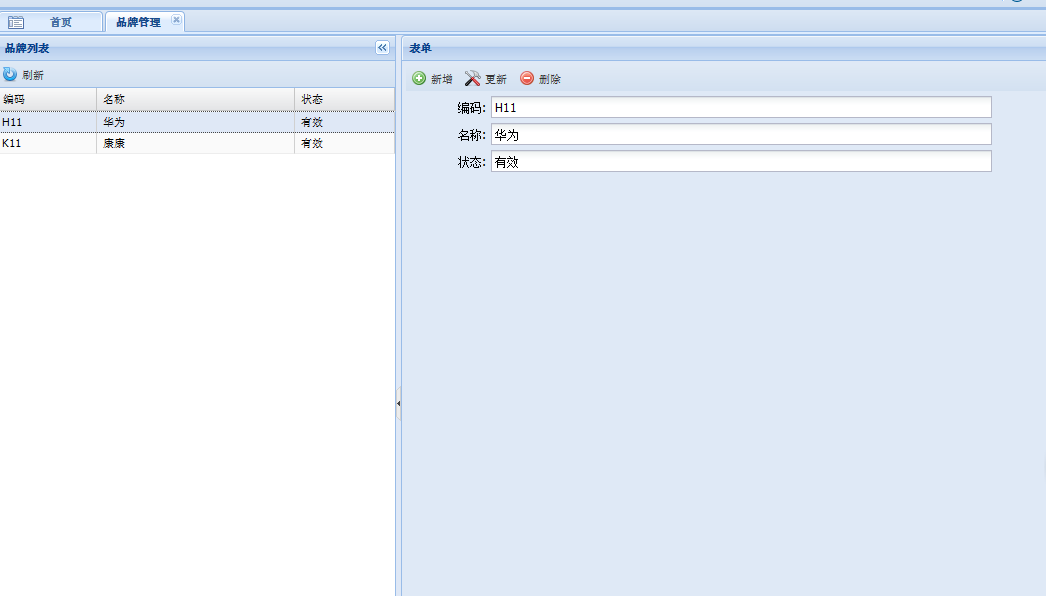 首页 品牌管理
品牌列表
刷新
编码 名称 状态
H11 华为 有效
K11 康康 有效
表单
新增 更新 删除
编码: H11
名称: 华为
状态: 有效